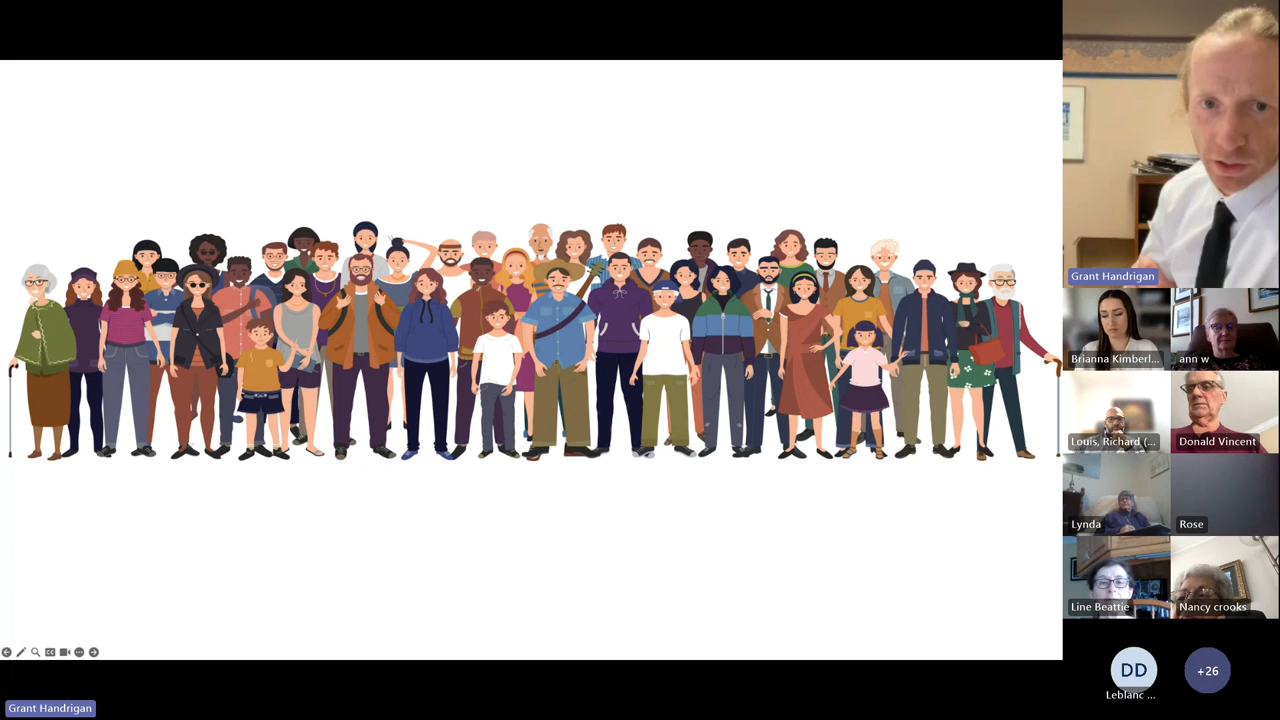 Grant Handrigan
Brianna Kimberl...
ann w
Louis, Richard (...
Donald Vincent
Lynda
Rose
Line Beattie
Nancy crooks
DD
+26
Leblanc ...
Grant Handrigan